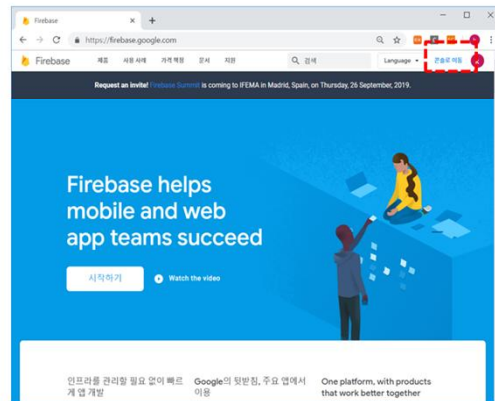 Firebase
https://firebase.google.com
Firebase 제품 사용 사례 가격 책정 문서 지원 검색 Language 콘솔로 이동
Request an invite! Firebase Summit is coming to IFEMA in Madrid, Spain, on Thursday, 26 September, 2019.
Firebase helps
mobile and web
app teams succeed
시작하기 Watch the video
인프라를 관리할 필요 없이 빠르
게 앱 개발
Google의 뒷받침, 주요 앱에서
이용
One platform, with products
that work better together